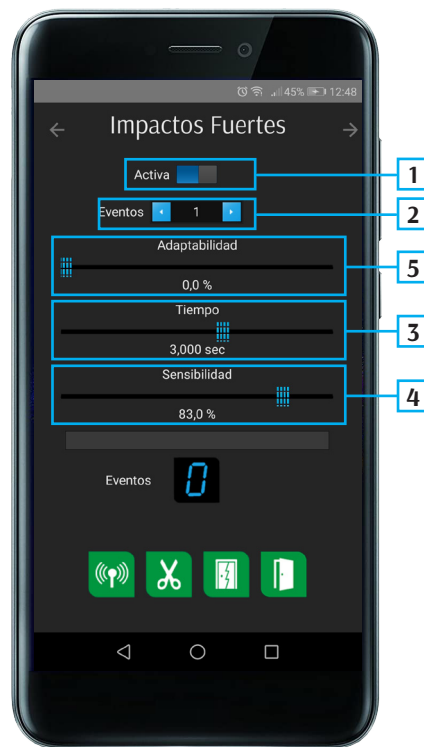 45% 12:48
Impactos Fuertes
Activa
1
Eventos 1
2
Adaptabilidad
0,0 %
5
Tiempo
3,000 sec
3
Sensibilidad
83,0 %
4
Eventos 0